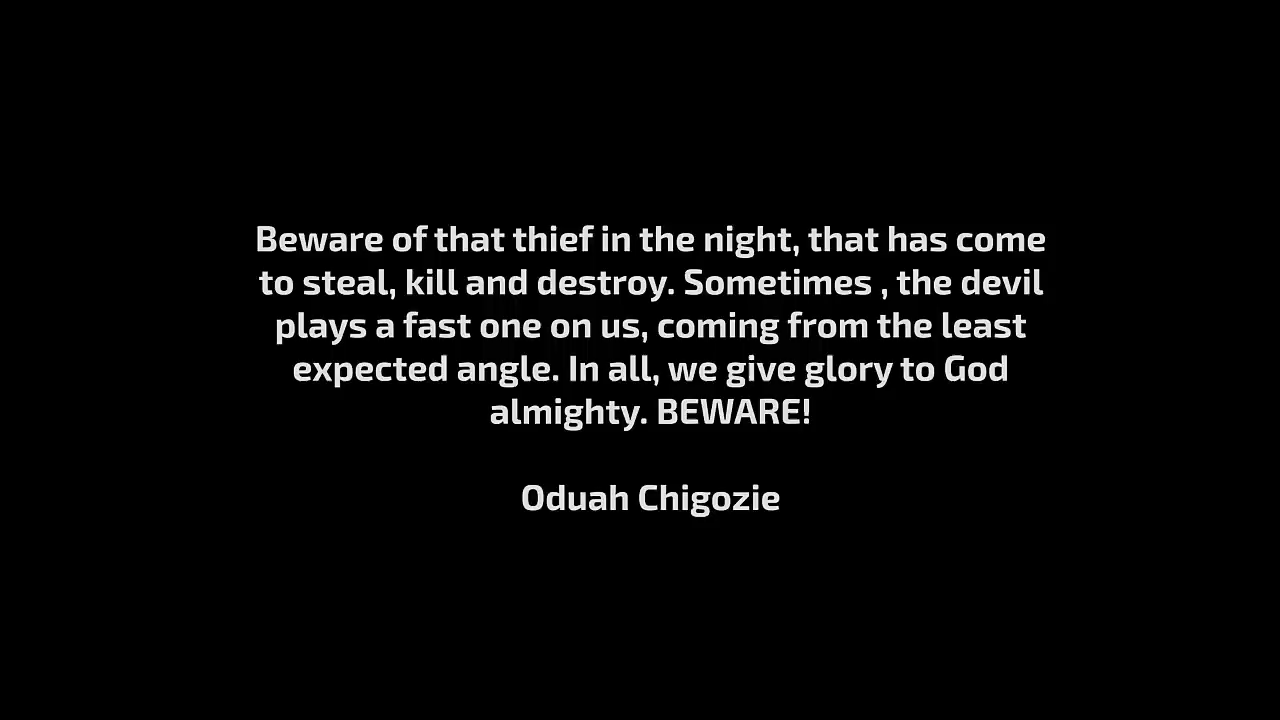 Beware of that thief in the night, that has come
to steal, kill and destroy. Sometimes , the devil
plays a fast one on us, coming from the least
expected angle. In all, we give glory to God
almighty. BEWARE!
Oduah Chigozie